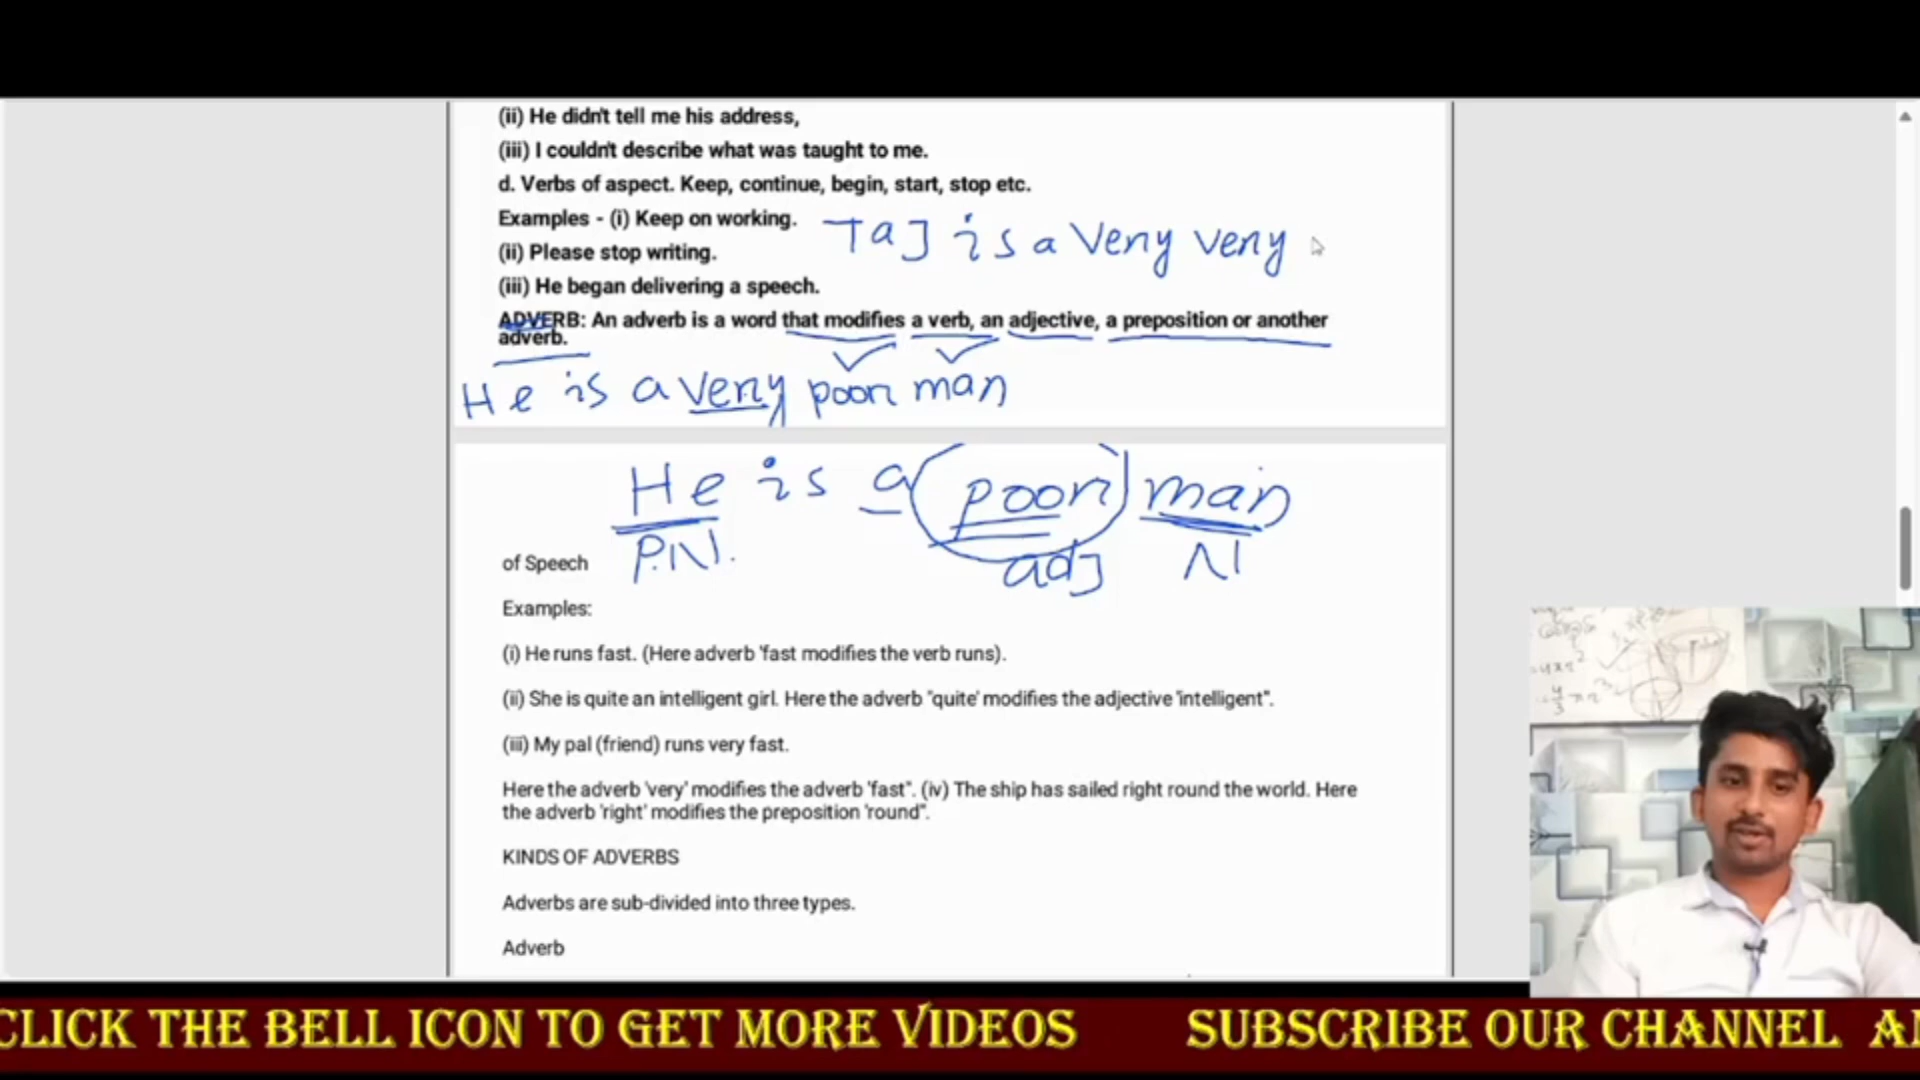 (ii) He didn't tell me his address,
(iii) I couldn't describe what was taught to me.
d. Verbs of aspect. Keep, continue, begin, start, stop etc.
Examples - (i) Keep on working.
Taj is a very very
(ii) Please stop writing.
(iii) He began delivering a speech.
ADVERB: An adverb is a word that modifies a verb, an adjective, a preposition or another
adverb.
He is a very poor man
He is a poor man
P.N. adj N
of Speech
Examples:
(i) He runs fast. (Here adverb 'fast modifies the verb runs).
(ii) She is quite an intelligent girl. Here the adverb "quite' modifies the adjective 'intelligent".
(iii) My pal (friend) runs very fast.
Here the adverb 'very' modifies the adverb 'fast". (iv) The ship has sailed right round the world. Here
the adverb 'right' modifies the preposition 'round".
KINDS OF ADVERBS
Adverbs are sub-divided into three types.
Adverb
CLICK THE BELL ICON TO GET MORE VIDEOS SUBSCRIBE OUR CHANNEL